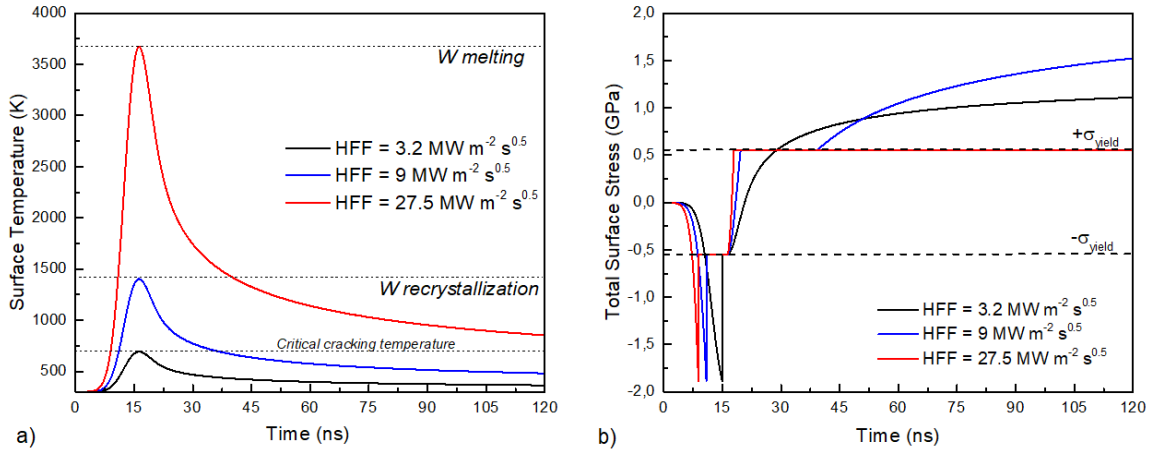 4000
3500
3000
2500
2000
1500
1000
500
Surface Temperature (K)
W melting
HFF = 3.2 MW m⁻² s⁰·⁵
HFF = 9 MW m⁻² s⁰·⁵
HFF = 27.5 MW m⁻² s⁰·⁵
W recrystallization
Critical cracking temperature
0 15 30 45 60 75 90 105 120
Time (ns)
a)
2,0
1,5
1,0
0,5
0,0
-0,5
-1,0
-1,5
-2,0
Total Surface Stress (GPa)
+σyield
-σyield
HFF = 3.2 MW m⁻² s⁰·⁵
HFF = 9 MW m⁻² s⁰·⁵
HFF = 27.5 MW m⁻² s⁰·⁵
0 15 30 45 60 75 90 105 120
Time (ns)
b)